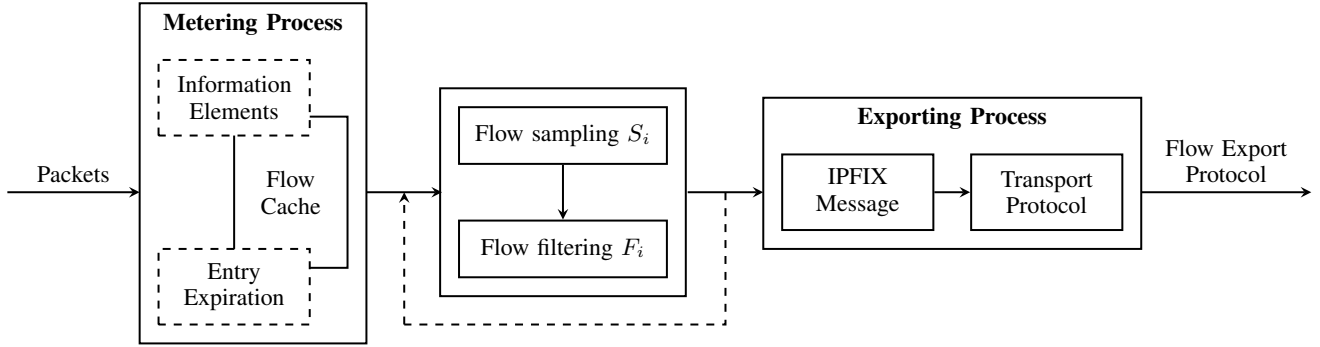 Packets
Metering Process
Information
Elements
Flow
Cache
Entry
Expiration
Flow sampling S_i
Flow filtering F_i
Exporting Process
IPFIX
Message
Transport
Protocol
Flow Export
Protocol